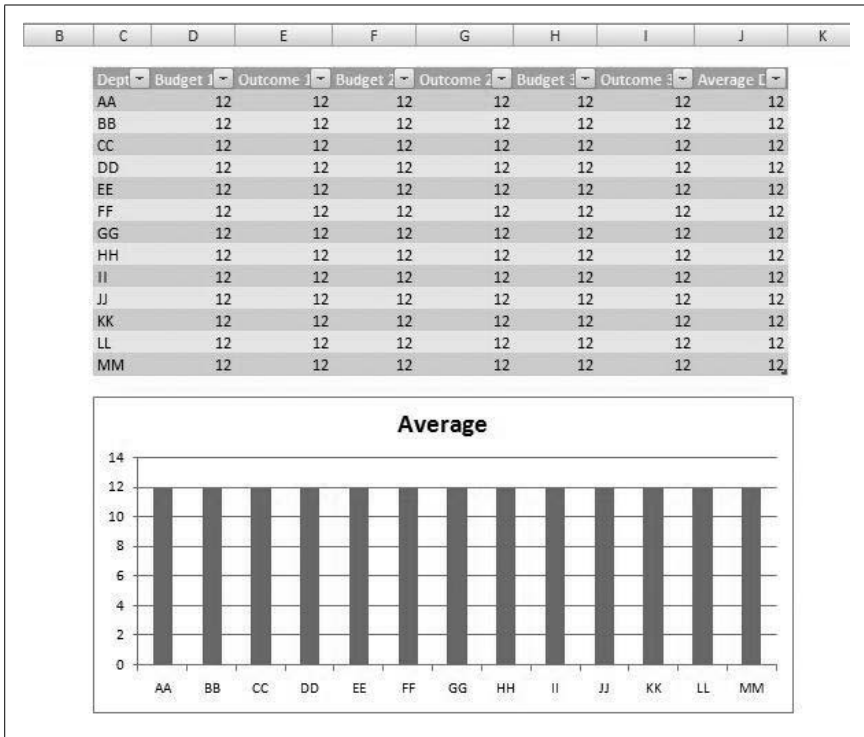 B C D E F G H I J K
Dept Budget 1 Outcome 1 Budget 2 Outcome 2 Budget 3 Outcome 3 Average
AA 12 12 12 12 12 12 12
BB 12 12 12 12 12 12 12
CC 12 12 12 12 12 12 12
DD 12 12 12 12 12 12 12
EE 12 12 12 12 12 12 12
FF 12 12 12 12 12 12 12
GG 12 12 12 12 12 12 12
HH 12 12 12 12 12 12 12
II 12 12 12 12 12 12 12
JJ 12 12 12 12 12 12 12
KK 12 12 12 12 12 12 12
LL 12 12 12 12 12 12 12
MM 12 12 12 12 12 12 12
Average
14
12
10
8
6
4
2
0
AA BB CC DD EE FF GG HH II JJ KK LL MM